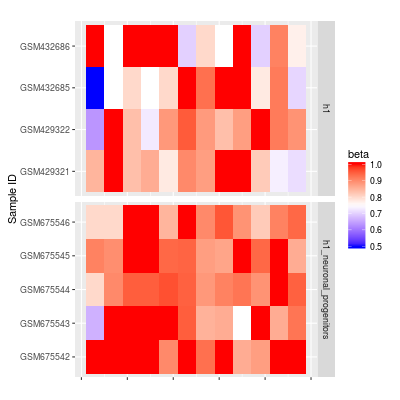 GSM432686
GSM432685
GSM429322
GSM429321
GSM675546
GSM675545
GSM675544
GSM675543
GSM675542
Sample ID
h1
h1_neuronal_progenitors
beta
1.0
0.9
0.8
0.7
0.6
0.5